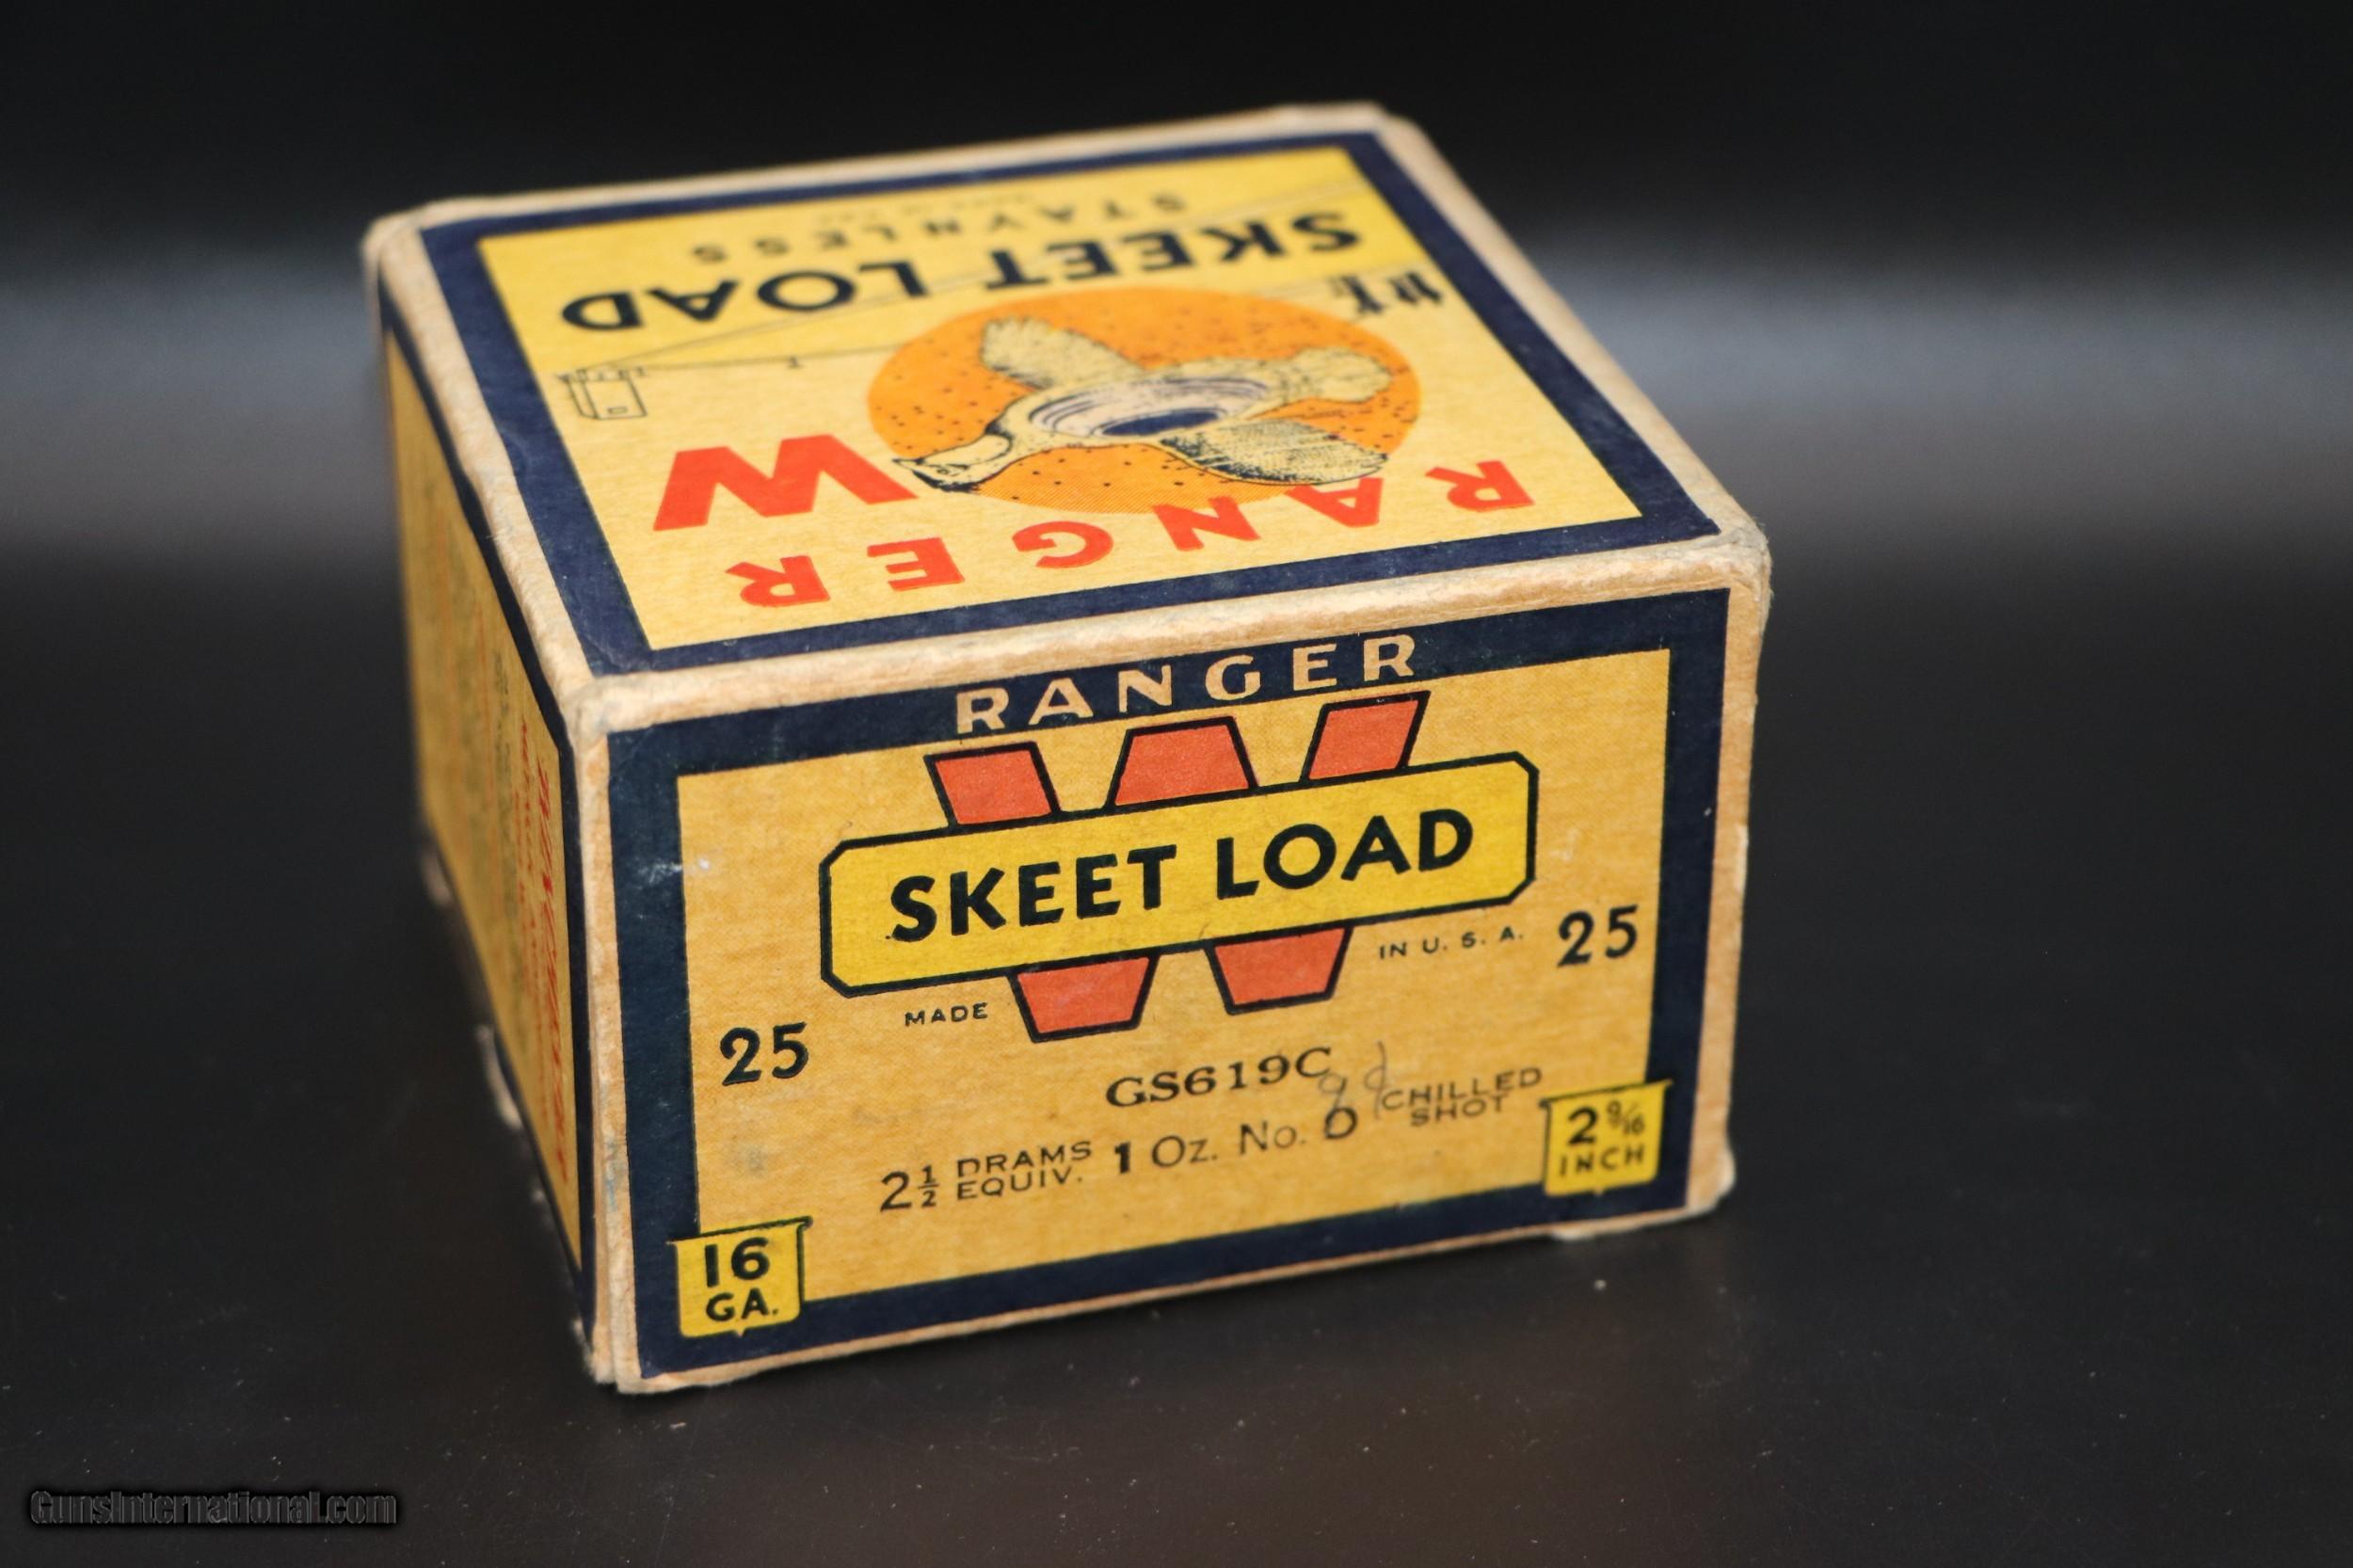 SKEET LOAD
STAYNLESS
RANGER
W
RANGER
W
SKEET LOAD
MADE
IN U. S. A.
25
25
GS619C
2½ DRAMS EQUIV. 1 Oz. No. CHILLED SHOT
16 GA.
2 9/16 INCH
GunsInternational.com